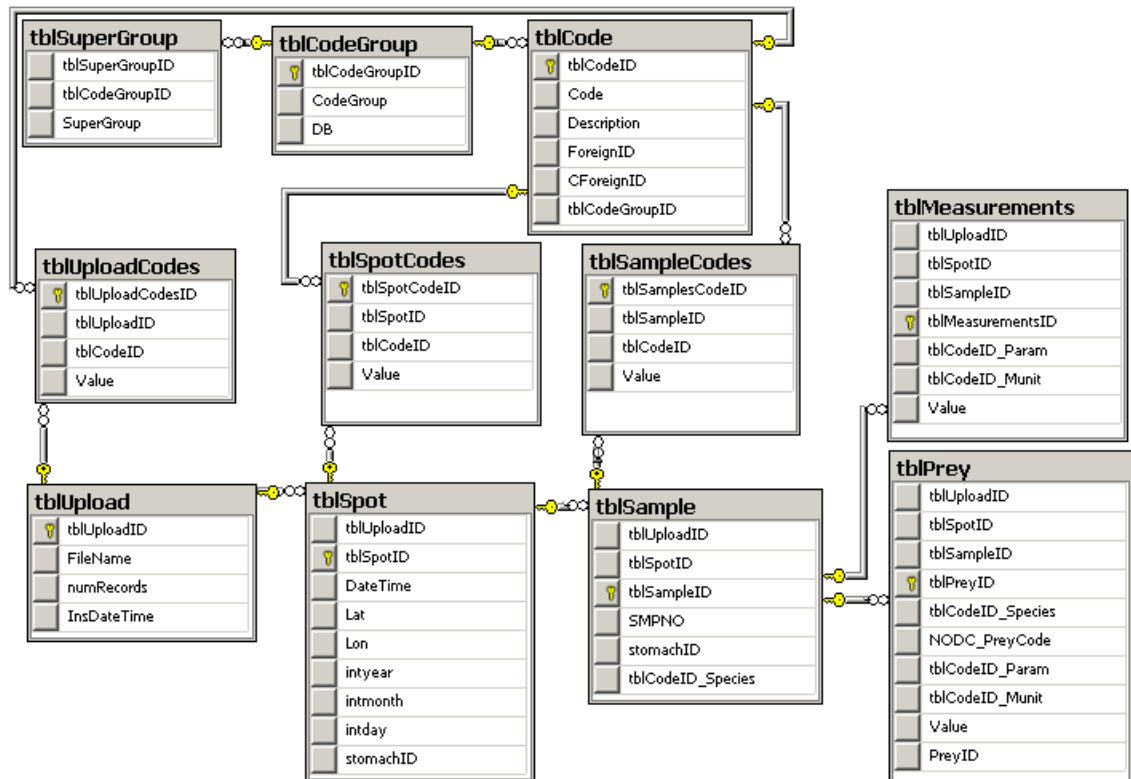 tblSuperGroup
tblSuperGroupID
tblCodeGroupID
SuperGroup
tblCodeGroup
tblCodeGroupID
CodeGroup
DB
tblCode
tblCodeID
Code
Description
ForeignID
CForeignID
tblCodeGroupID
tblUploadCodes
tblUploadCodesID
tblUploadID
tblCodeID
Value
tblSpotCodes
tblSpotCodeID
tblSpotID
tblCodeID
Value
tblSampleCodes
tblSamplesCodeID
tblSampleID
tblCodeID
Value
tblMeasurements
tblUploadID
tblSpotID
tblSampleID
tblMeasurementsID
tblCodeID_Param
tblCodeID_Munit
Value
tblUpload
tblUploadID
FileName
numRecords
InsDateTime
tblSpot
tblUploadID
tblSpotID
DateTime
Lat
Lon
intyear
intmonth
intday
stomachID
tblSample
tblUploadID
tblSpotID
tblSampleID
SMPNO
stomachID
tblCodeID_Species
tblPrey
tblUploadID
tblSpotID
tblSampleID
tblPreyID
tblCodeID_Species
NODC_PreyCode
tblCodeID_Param
tblCodeID_Munit
Value
PreyID